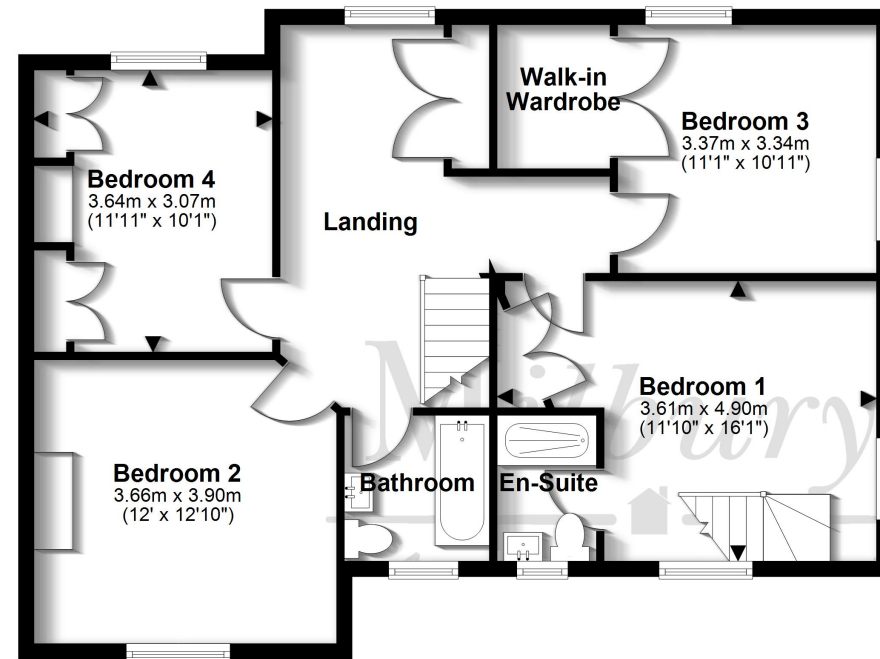 Walk-in
Wardrobe
Bedroom 3
3.37m x 3.34m
(11'1" x 10'11")
Bedroom 4
3.64m x 3.07m
(11'11" x 10'1")
Landing
Bedroom 1
3.61m x 4.90m
(11'10" x 16'1")
Bedroom 2
3.66m x 3.90m
(12' x 12'10")
Bathroom
En-Suite
Milbury